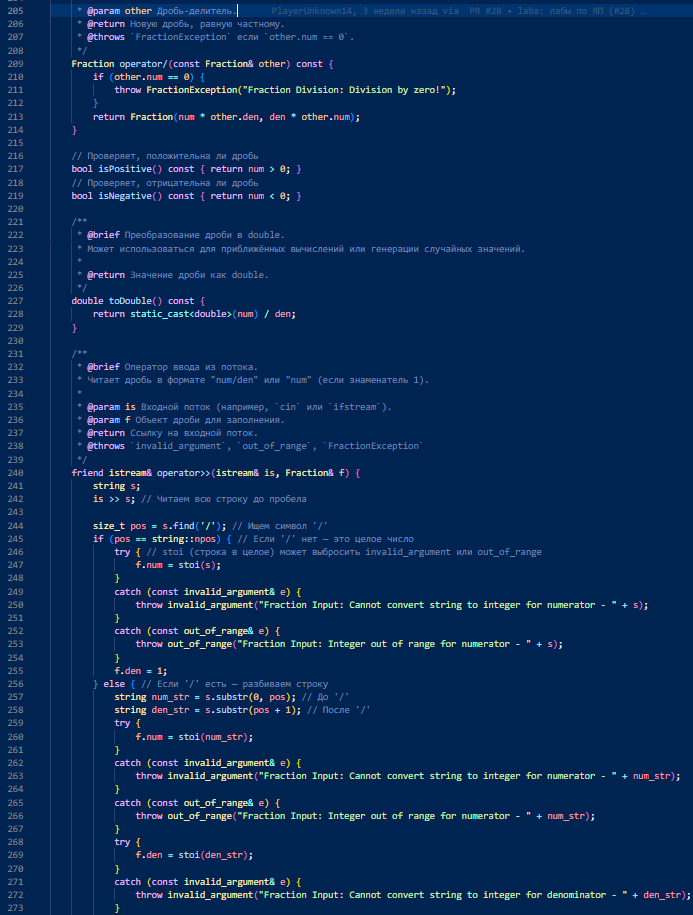 205 * @param other Дробь-делитель. PlayerUnknown14, 3 недели назад via PR #28 • laba: лабы по ЯП (#28) …
206 * @return Новую дробь, равную частному.
207 * @throws `FractionException` если `other.num == 0`.
208 */
209 Fraction operator/(const Fraction& other) const {
210 if (other.num == 0) {
211 throw FractionException("Fraction Division: Division by zero!");
212 }
213 return Fraction(num * other.den, den * other.num);
214 }
215
216 // Проверяет, положительна ли дробь
217 bool isPositive() const { return num > 0; }
218 // Проверяет, отрицательна ли дробь
219 bool isNegative() const { return num < 0; }
220
221 /**
222 * @brief Преобразование дроби в double.
223 * Может использоваться для приближённых вычислений или генерации случайных значений.
224 *
225 * @return Значение дроби как double.
226 */
227 double toDouble() const {
228 return static_cast<double>(num) / den;
229 }
230
231 /**
232 * @brief Оператор ввода из потока.
233 * Читает дробь в формате "num/den" или "num" (если знаменатель 1).
234 *
235 * @param is Входной поток (например, `cin` или `ifstream`).
236 * @param f Объект дроби для заполнения.
237 * @return Ссылку на входной поток.
238 * @throws `invalid_argument`, `out_of_range`, `FractionException`
239 */
240 friend istream& operator>>(istream& is, Fraction& f) {
241 string s;
242 is >> s; // Читаем всю строку до пробела
243
244 size_t pos = s.find('/'); // Ищем символ '/'
245 if (pos == string::npos) { // Если '/' нет — это целое число
246 try { // stoi (строка в целое) может выбросить invalid_argument или out_of_range
247 f.num = stoi(s);
248 }
249 catch (const invalid_argument& e) {
250 throw invalid_argument("Fraction Input: Cannot convert string to integer for numerator - " + s);
251 }
252 catch (const out_of_range& e) {
253 throw out_of_range("Fraction Input: Integer out of range for numerator - " + s);
254 }
255 f.den = 1;
256 } else { // Если '/' есть — разбиваем строку
257 string num_str = s.substr(0, pos); // До '/'
258 string den_str = s.substr(pos + 1); // После '/'
259 try {
260 f.num = stoi(num_str);
261 }
262 catch (const invalid_argument& e) {
263 throw invalid_argument("Fraction Input: Cannot convert string to integer for numerator - " + num_str);
264 }
265 catch (const out_of_range& e) {
266 throw out_of_range("Fraction Input: Integer out of range for numerator - " + num_str);
267 }
268 try {
269 f.den = stoi(den_str);
270 }
271 catch (const invalid_argument& e) {
272 throw invalid_argument("Fraction Input: Cannot convert string to integer for denominator - " + den_str);
273 }